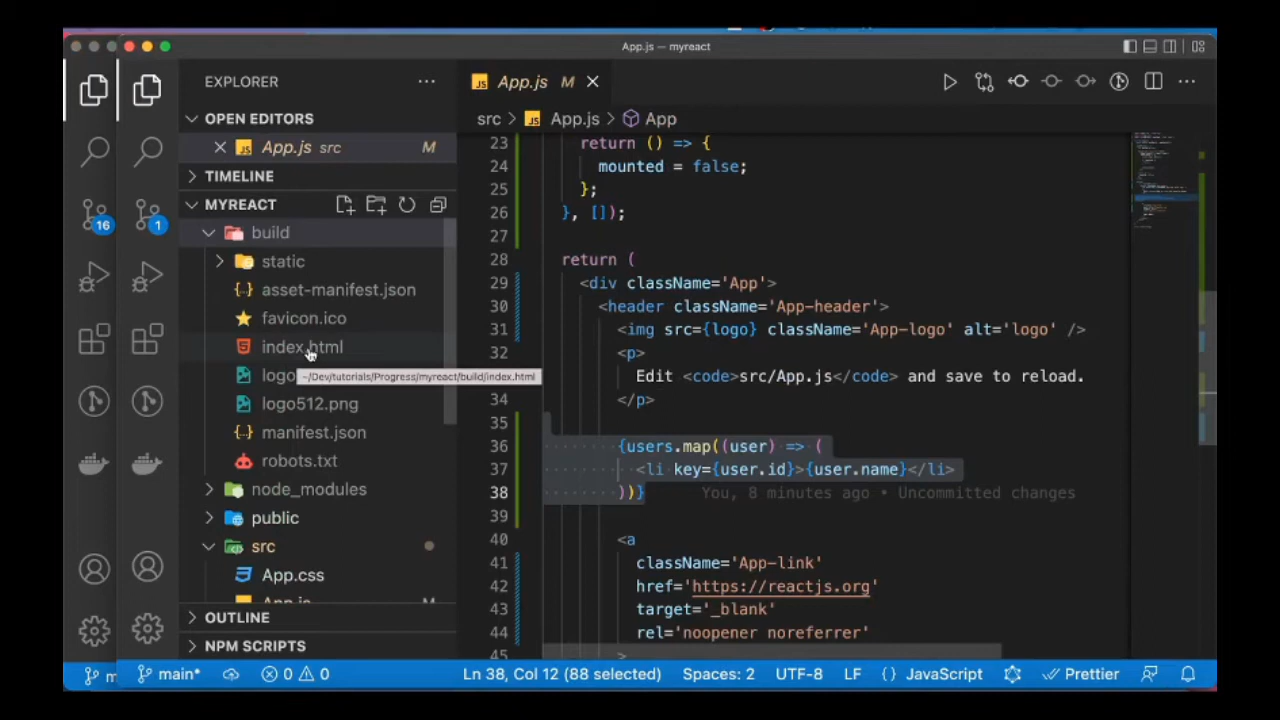 App.js — myreact
EXPLORER
OPEN EDITORS
App.js src M
TIMELINE
MYREACT
build
static
asset-manifest.json
favicon.ico
index.html
logo
~/Dev/tutorials/Progress/myreact/build/index.html
logo512.png
manifest.json
robots.txt
node_modules
public
src
App.css
App.js M
OUTLINE
NPM SCRIPTS
16
1
App.js M
src > App.js > App
23 return () => {
24 mounted = false;
25 };
26 }, []);
27
28 return (
29 <div className='App'>
30 <header className='App-header'>
31 <img src={logo} className='App-logo' alt='logo' />
32 <p>
33 Edit <code>src/App.js</code> and save to reload.
34 </p>
35
36 {users.map((user) => (
37 <li key={user.id}>{user.name}</li>
38 ))} You, 8 minutes ago • Uncommitted changes
39
40 <a
41 className='App-link'
42 href='https://reactjs.org'
43 target='_blank'
44 rel='noopener noreferrer'
45 >
m main* 0 0 Ln 38, Col 12 (88 selected) Spaces: 2 UTF-8 LF {} JavaScript Prettier